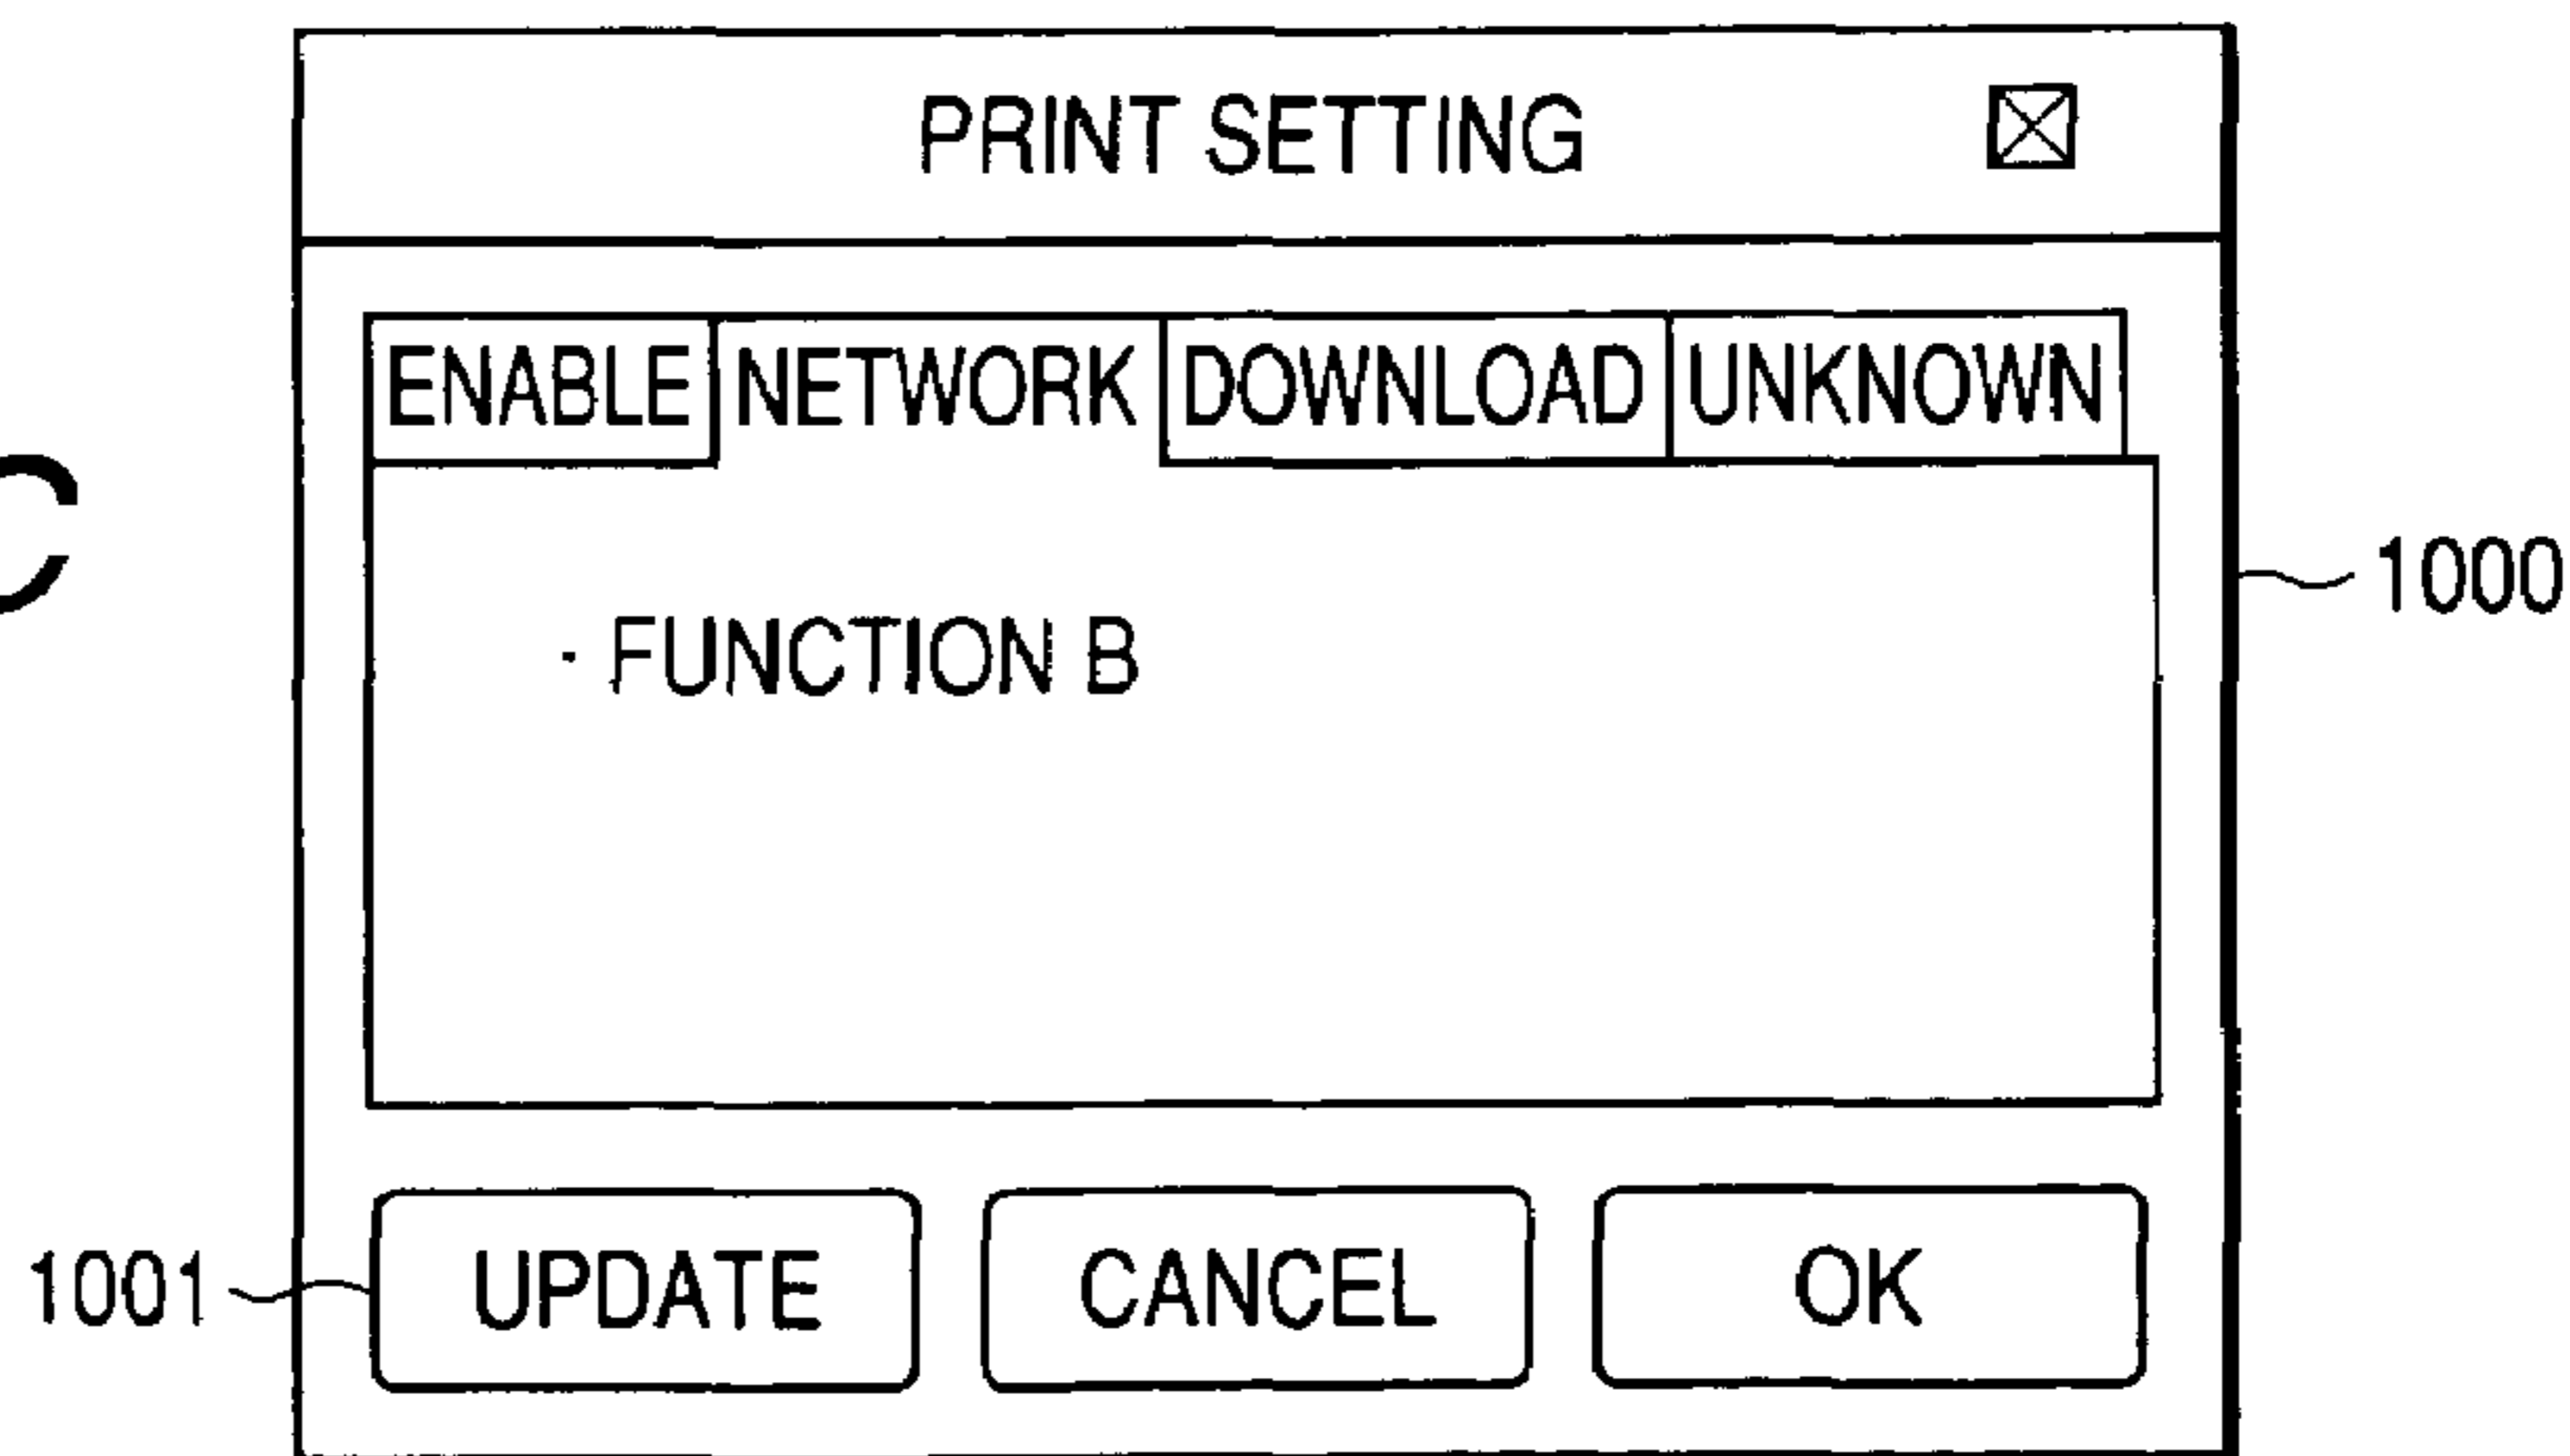 PRINT SETTING
ENABLE NETWORK DOWNLOAD UNKNOWN
C
1000
· FUNCTION B
1001
UPDATE CANCEL OK